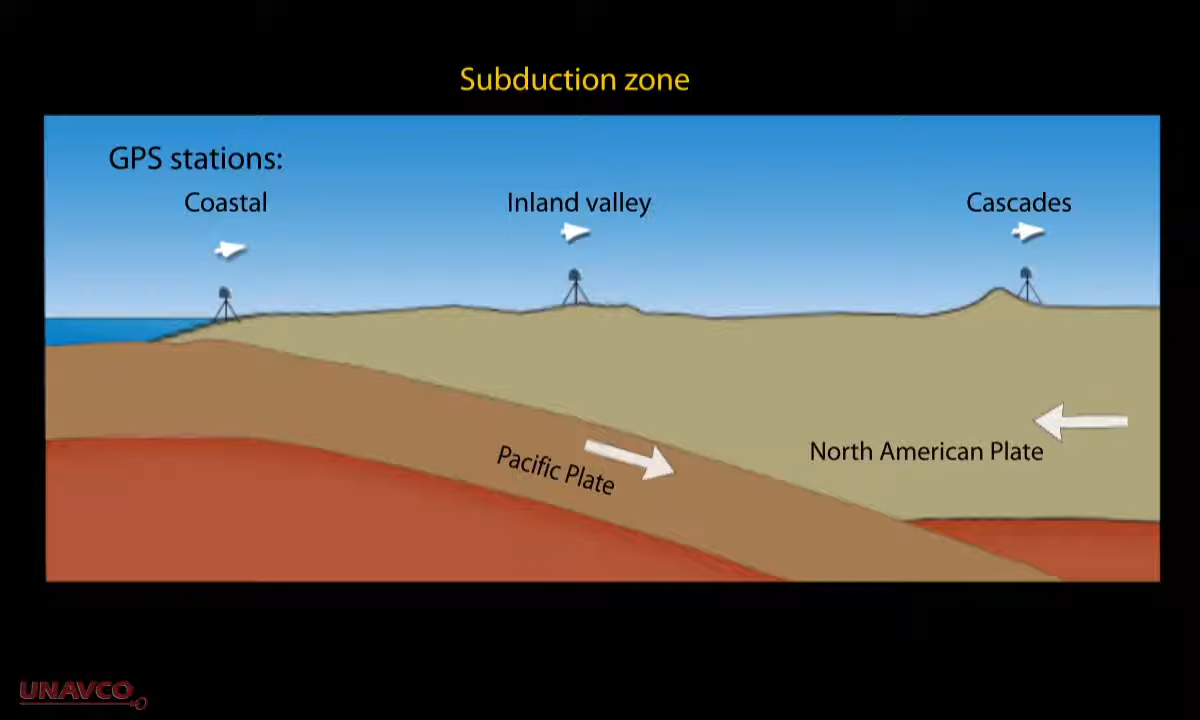 Subduction zone
GPS stations:
Coastal
Inland valley
Cascades
Pacific Plate
North American Plate
UNAVCO